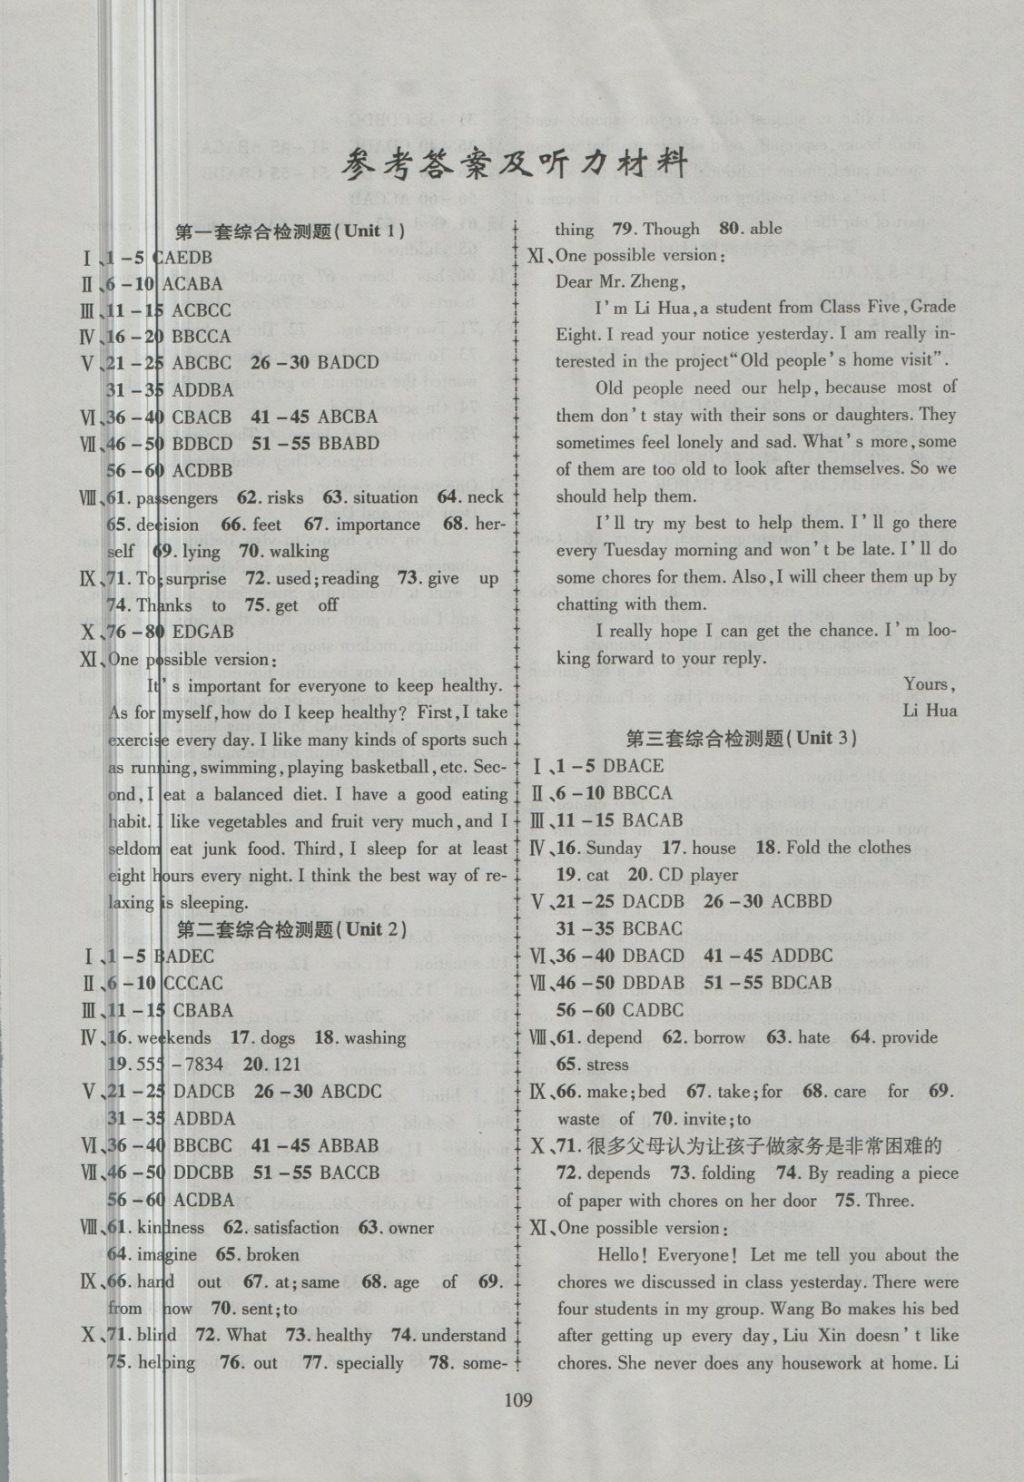 参考答案及听力材料
第一套综合检测题(Unit 1)
Ⅰ、1-5 CAEDB
Ⅱ、6-10 ACABA
Ⅲ、11-15 ACBCC
Ⅳ、16-20 BBCCA
Ⅴ、21-25 ABCBC 26-30 BADCD
31-35 ADDBA
Ⅵ、36-40 CBACB 41-45 ABCBA
Ⅶ、46-50 BDBCD 51-55 BBABD
56-60 ACDBB
Ⅷ、61. passengers 62. risks 63. situation 64. neck
65. decision 66. feet 67. importance 68. her-
self 69. lying 70. walking
Ⅸ、71. To;surprise 72. used;reading 73. give up
74. Thanks to 75. get off
Ⅹ、76-80 EDGAB
Ⅺ、One possible version:
It's important for everyone to keep healthy.
As for myself,how do I keep healthy? First,I take
exercise every day. I like many kinds of sports such
as running,swimming,playing basketball,etc. Sec-
ond,I eat a balanced diet. I have a good eating
habit. I like vegetables and fruit very much,and I
seldom eat junk food. Third,I sleep for at least
eight hours every night. I think the best way of re-
laxing is sleeping.
第二套综合检测题(Unit 2)
Ⅰ、1-5 BADEC
Ⅱ、6-10 CCCAC
Ⅲ、11-15 CBABA
Ⅳ、16. weekends 17. dogs 18. washing
19. 555-7834 20. 121
Ⅴ、21-25 DADCB 26-30 ABCDC
31-35 ADBDA
Ⅵ、36-40 BBCBC 41-45 ABBAB
Ⅶ、46-50 DDCBB 51-55 BACCB
56-60 ACDBA
Ⅷ、61. kindness 62. satisfaction 63. owner
64. imagine 65. broken
Ⅸ、66. hand out 67. at;same 68. age of 69.
from now 70. sent;to
Ⅹ、71. blind 72. What 73. healthy 74. understand
75. helping 76. out 77. specially 78. some-
thing 79. Though 80. able
Ⅺ、One possible version:
Dear Mr. Zheng,
I'm Li Hua,a student from Class Five,Grade
Eight. I read your notice yesterday. I am really in-
terested in the project“Old people's home visit”.
Old people need our help,because most of
them don't stay with their sons or daughters. They
sometimes feel lonely and sad. What's more,some
of them are too old to look after themselves. So we
should help them.
I'll try my best to help them. I'll go there
every Tuesday morning and won't be late. I'll do
some chores for them. Also,I will cheer them up by
chatting with them.
I really hope I can get the chance. I'm loo-
king forward to your reply.
Yours,
Li Hua
第三套综合检测题(Unit 3)
Ⅰ、1-5 DBACE
Ⅱ、6-10 BBCCA
Ⅲ、11-15 BACAB
Ⅳ、16. Sunday 17. house 18. Fold the clothes
19. cat 20. CD player
Ⅴ、21-25 DACDB 26-30 ACBBD
31-35 BCBAC
Ⅵ、36-40 DBACD 41-45 ADDBC
Ⅶ、46-50 DBDAB 51-55 BDCAB
56-60 CADBC
Ⅷ、61. depend 62. borrow 63. hate 64. provide
65. stress
Ⅸ、66. make;bed 67. take;for 68. care for 69.
waste of 70. invite;to
Ⅹ、71. 很多父母认为让孩子做家务是非常困难的
72. depends 73. folding 74. By reading a piece
of paper with chores on her door 75. Three.
Ⅺ、One possible version:
Hello! Everyone! Let me tell you about the
chores we discussed in class yesterday. There were
four students in my group. Wang Bo makes his bed
after getting up every day,Liu Xin doesn't like
chores. She never does any housework at home. Li
109